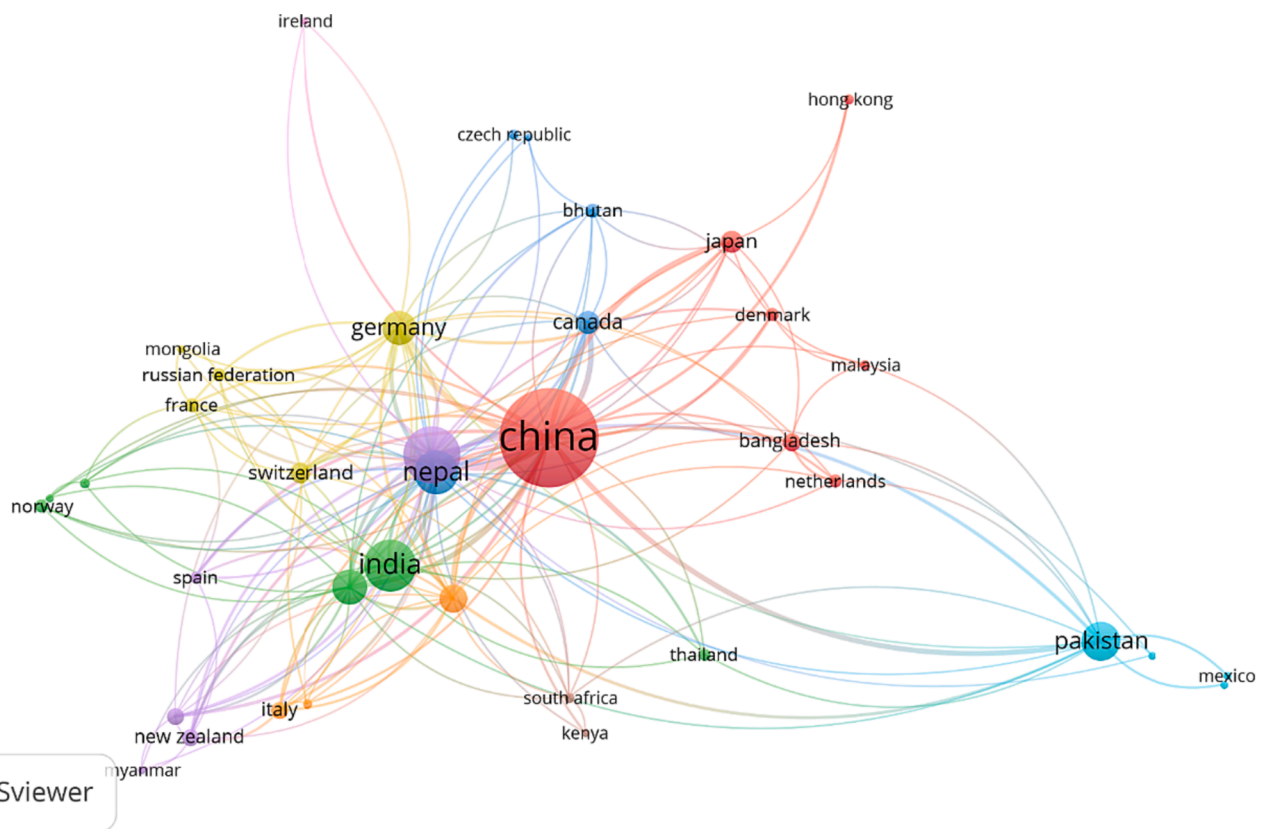 ireland
hong kong
czech republic
bhutan
japan
denmark
canada
germany
mongolia
malaysia
russian federation
france
china
bangladesh
nepal
switzerland
netherlands
norway
india
spain
pakistan
thailand
mexico
south africa
italy
kenya
new zealand
myanmar
Sviewer